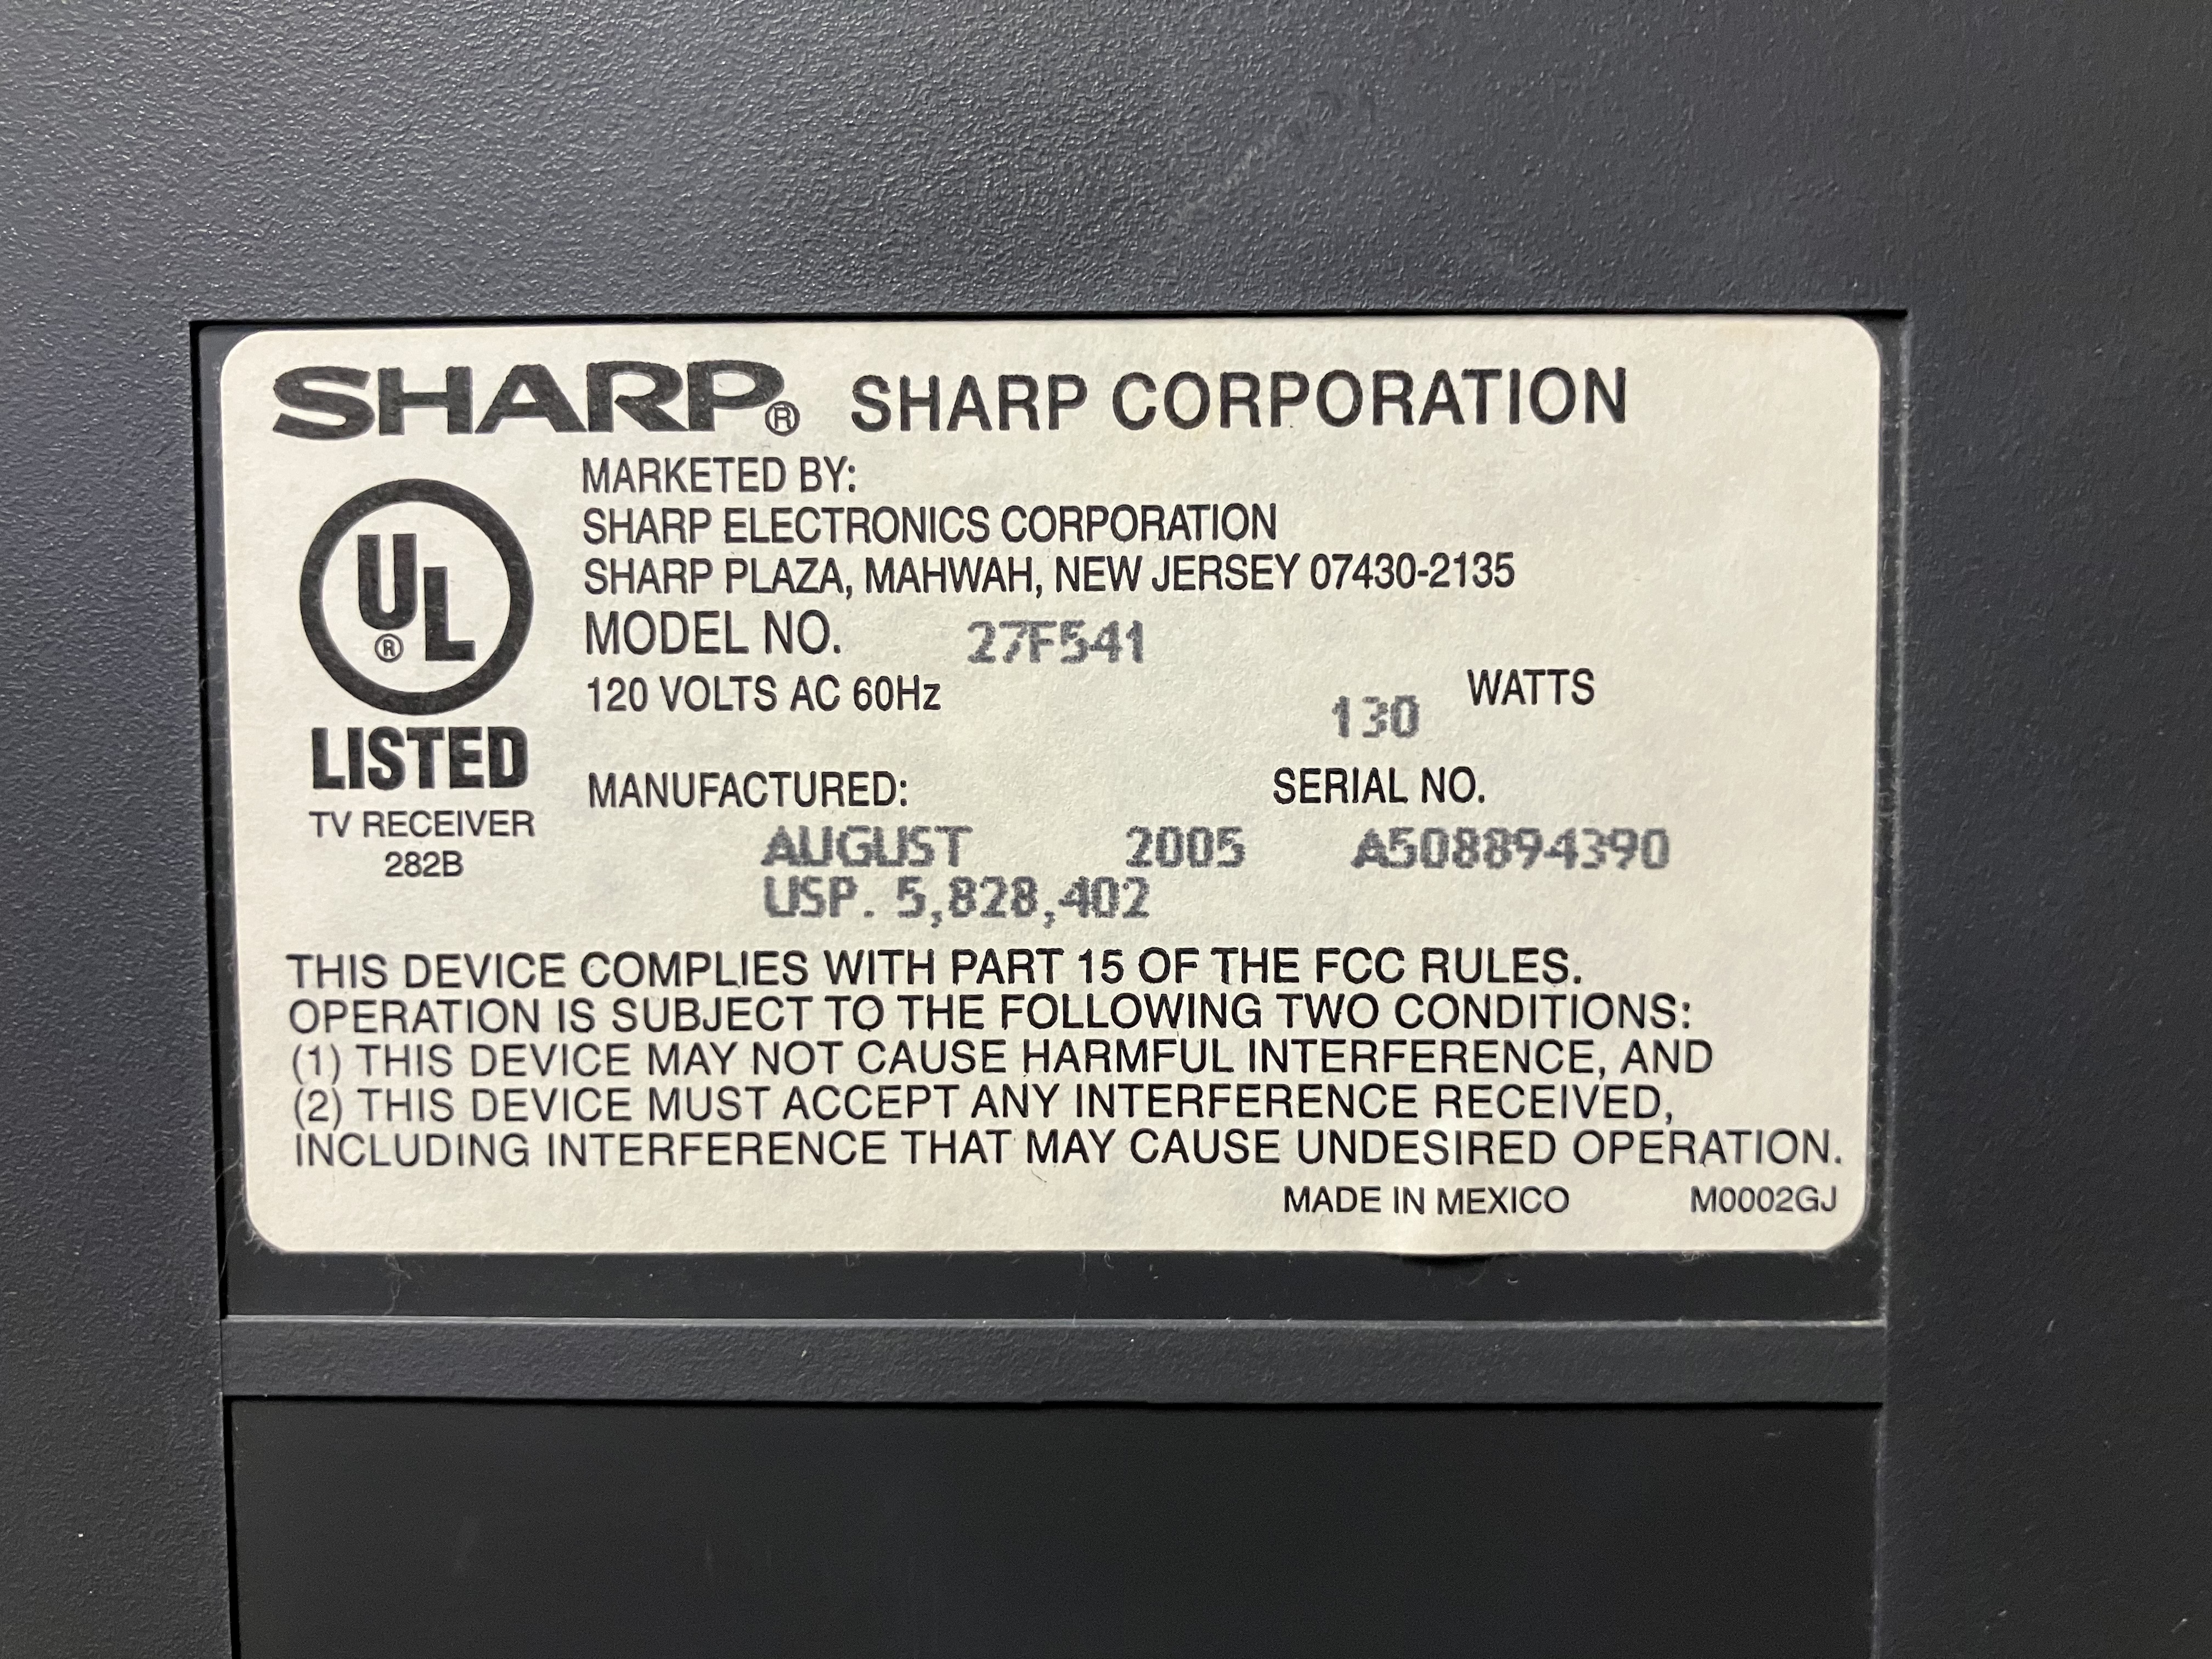 SHARP® SHARP CORPORATION
MARKETED BY:
SHARP ELECTRONICS CORPORATION
SHARP PLAZA, MAHWAH, NEW JERSEY 07430-2135
MODEL NO. 27F541
120 VOLTS AC 60Hz 130 WATTS
UL®
LISTED
TV RECEIVER
282B
MANUFACTURED: SERIAL NO.
AUGUST 2005 A508894390
USP. 5,828,402
THIS DEVICE COMPLIES WITH PART 15 OF THE FCC RULES.
OPERATION IS SUBJECT TO THE FOLLOWING TWO CONDITIONS:
(1) THIS DEVICE MAY NOT CAUSE HARMFUL INTERFERENCE, AND
(2) THIS DEVICE MUST ACCEPT ANY INTERFERENCE RECEIVED,
INCLUDING INTERFERENCE THAT MAY CAUSE UNDESIRED OPERATION.
MADE IN MEXICO M0002GJ